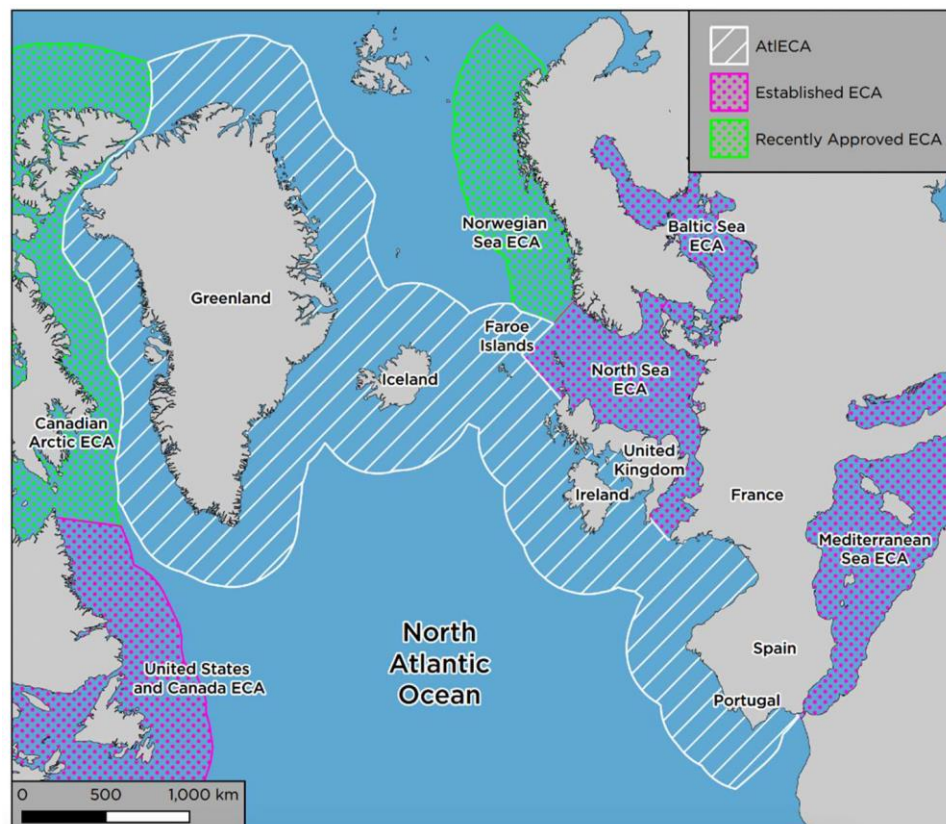 AtlECA
Established ECA
Recently Approved ECA
Norwegian
Sea ECA
Baltic Sea
ECA
Greenland
Faroe
Islands
Iceland
North Sea
ECA
Canadian
Arctic ECA
United
Kingdom
Ireland
France
Mediterranean
Sea ECA
North
Atlantic
Ocean
Spain
United States
and Canada ECA
Portugal
0 500 1,000 km